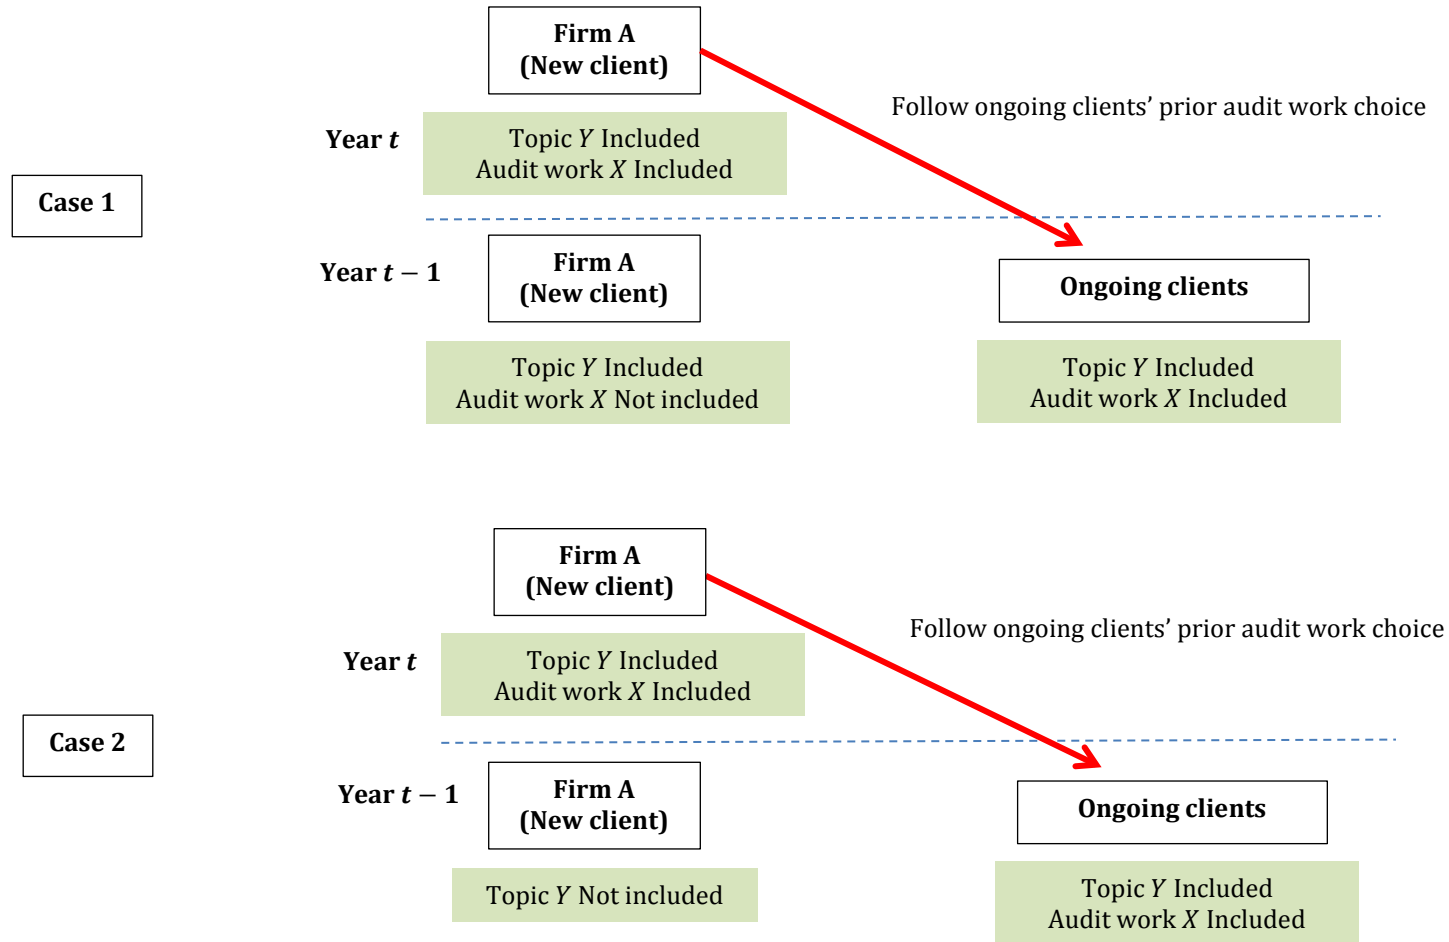 Firm A
(New client)
Follow ongoing clients’ prior audit work choice
Year t
Topic Y Included
Audit work X Included
Case 1
Year t − 1
Firm A
(New client)
Ongoing clients
Topic Y Included
Audit work X Not included
Topic Y Included
Audit work X Included
Firm A
(New client)
Follow ongoing clients’ prior audit work choice
Year t
Topic Y Included
Audit work X Included
Case 2
Year t − 1
Firm A
(New client)
Ongoing clients
Topic Y Not included
Topic Y Included
Audit work X Included